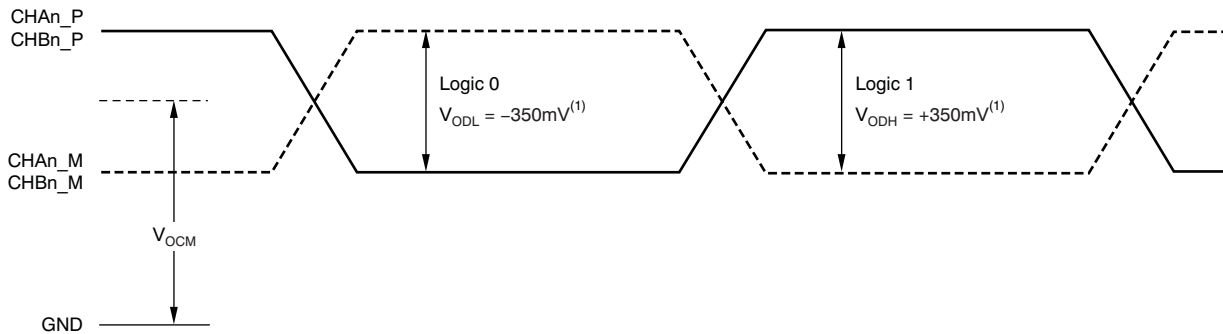 CHAn_P
CHBn_P
Logic 0
V_ODL = –350mV(1)
Logic 1
V_ODH = +350mV(1)
CHAn_M
CHBn_M
V_OCM
GND